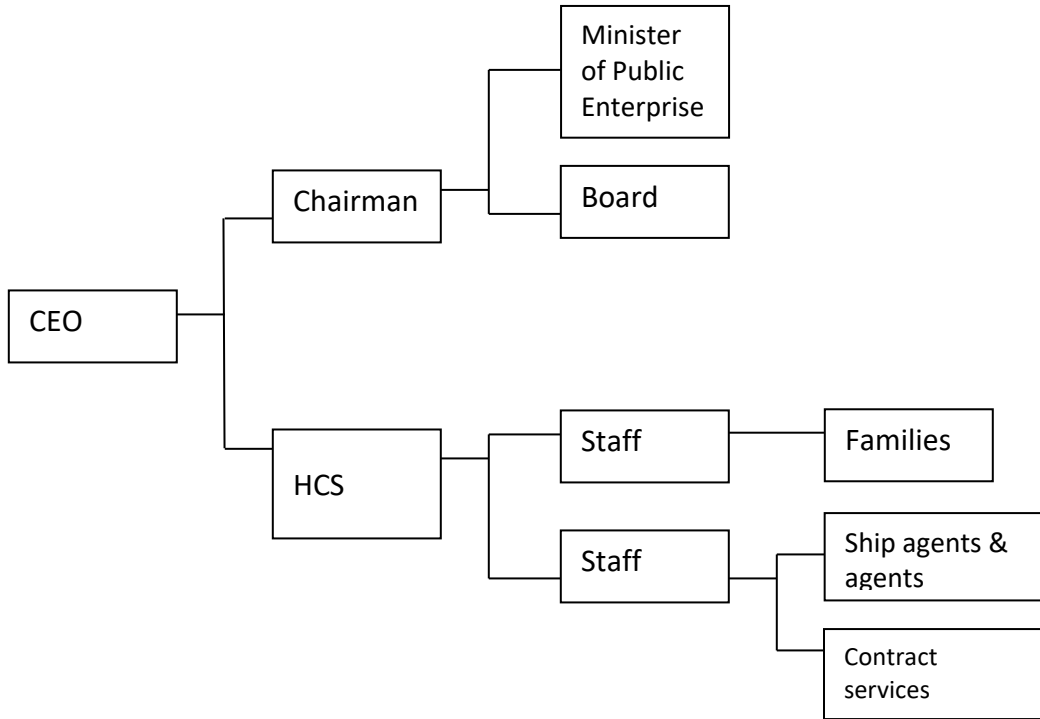 Minister
of Public
Enterprise
Chairman
Board
CEO
HCS
Staff
Families
Staff
Ship agents &
agents
Contract
services